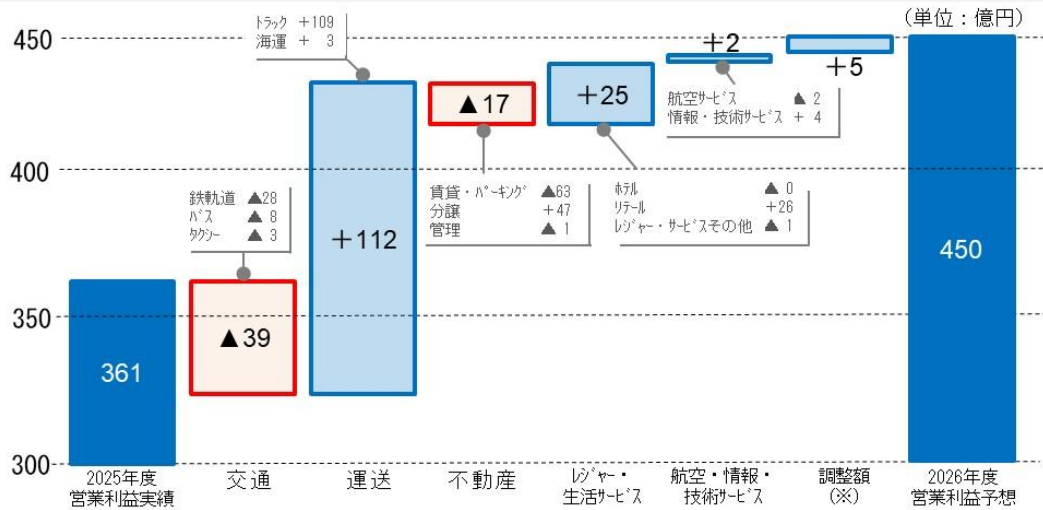 (単位:億円)
450
400
350
300
トラック +109
海運 + 3
+2
+5
▲17
+25
航空サービス ▲ 2
情報・技術サービス + 4
鉄軌道 ▲28
バス ▲ 8
タクシー ▲ 3
賃貸・パーキング ▲63
分譲 +47
管理 ▲ 1
ホテル ▲ 0
リテール +26
レジャー・サービスその他 ▲ 1
+112
450
▲39
361
2025年度
営業利益実績
交通
運送
不動産
レジャー・
生活サービス
航空・情報・
技術サービス
調整額
(※)
2026年度
営業利益予想